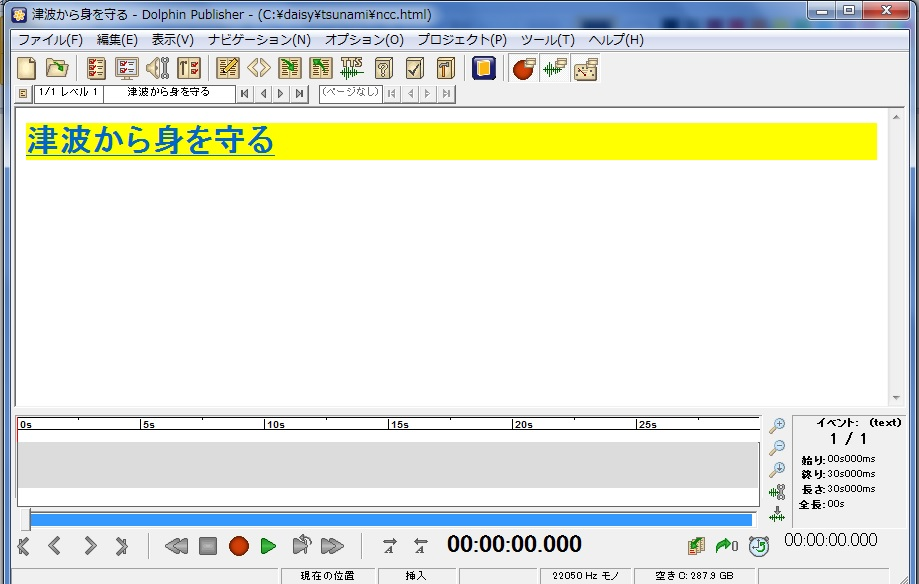 津波から身を守る - Dolphin Publisher - (C:¥daisy¥tsunami¥ncc.html)
ファイル(F) 編集(E) 表示(V) ナビゲーション(N) オプション(O) プロジェクト(P) ツール(T) ヘルプ(H)
TTS
1/1 レベル 1 津波から身を守る (ページなし)
津波から身を守る
0s 5s 10s 15s 20s 25s
イベント: (text)
1 / 1
始り:00s000ms
終り:30s000ms
長さ:30s000ms
全長:00s
00:00:00.000 0 00:00:00.000
現在の位置 挿入 22050 Hz モノ 空き C: 287.9 GB